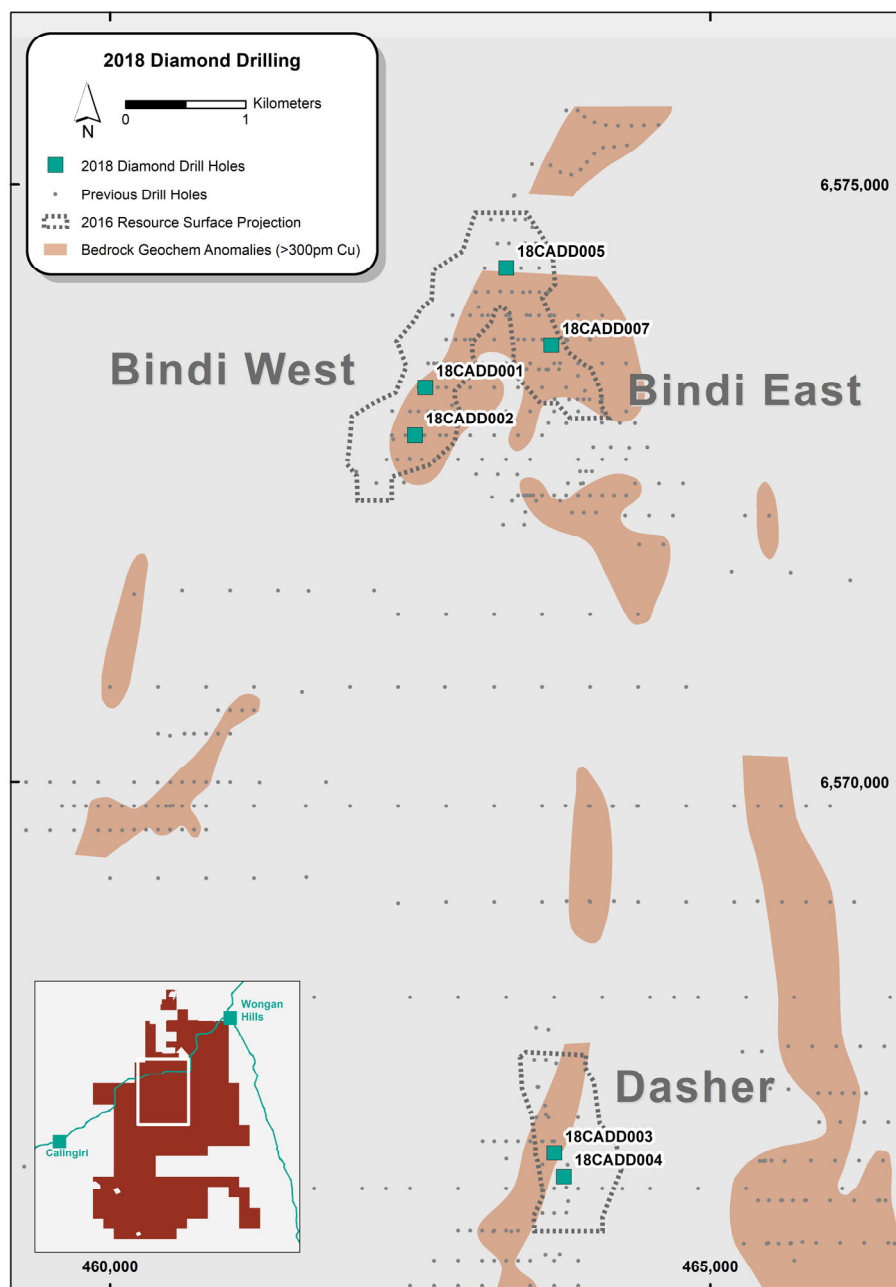 2018 Diamond Drilling
N
0
1
Kilometers
2018 Diamond Drill Holes
Previous Drill Holes
2016 Resource Surface Projection
Bedrock Geochem Anomalies (>300pm Cu)
6,575,000
18CADD005
18CADD007
Bindi West
18CADD001
Bindi East
18CADD002
6,570,000
Wongan
Hills
Calingiri
Dasher
18CADD003
18CADD004
460,000
465,000